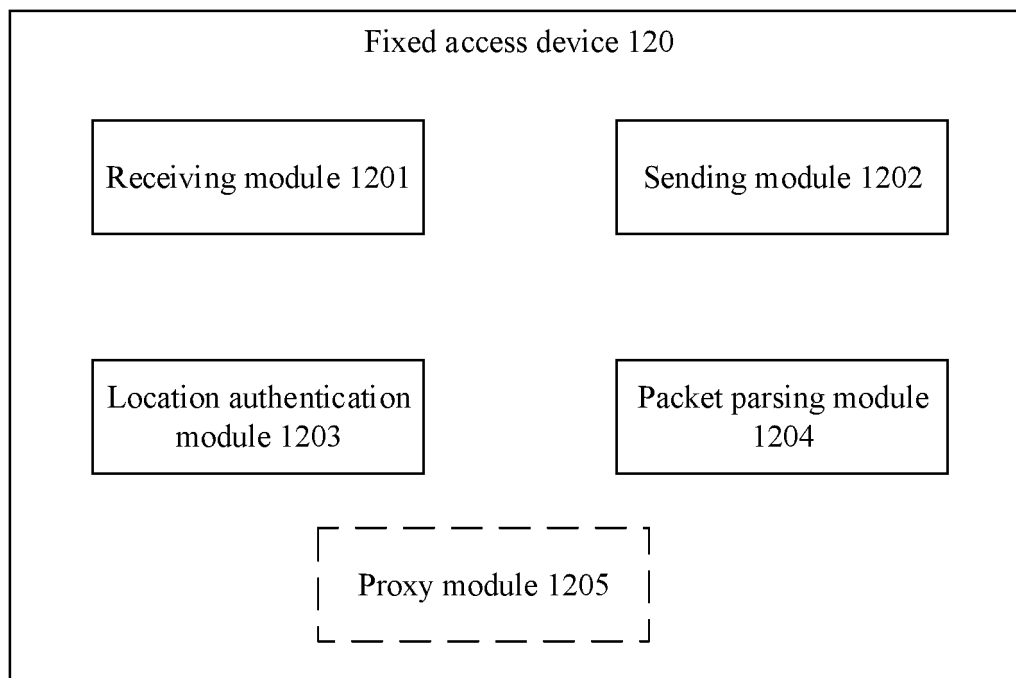 Fixed access device 120
Receiving module 1201
Sending module 1202
Location authentication
module 1203
Packet parsing module
1204
Proxy module 1205